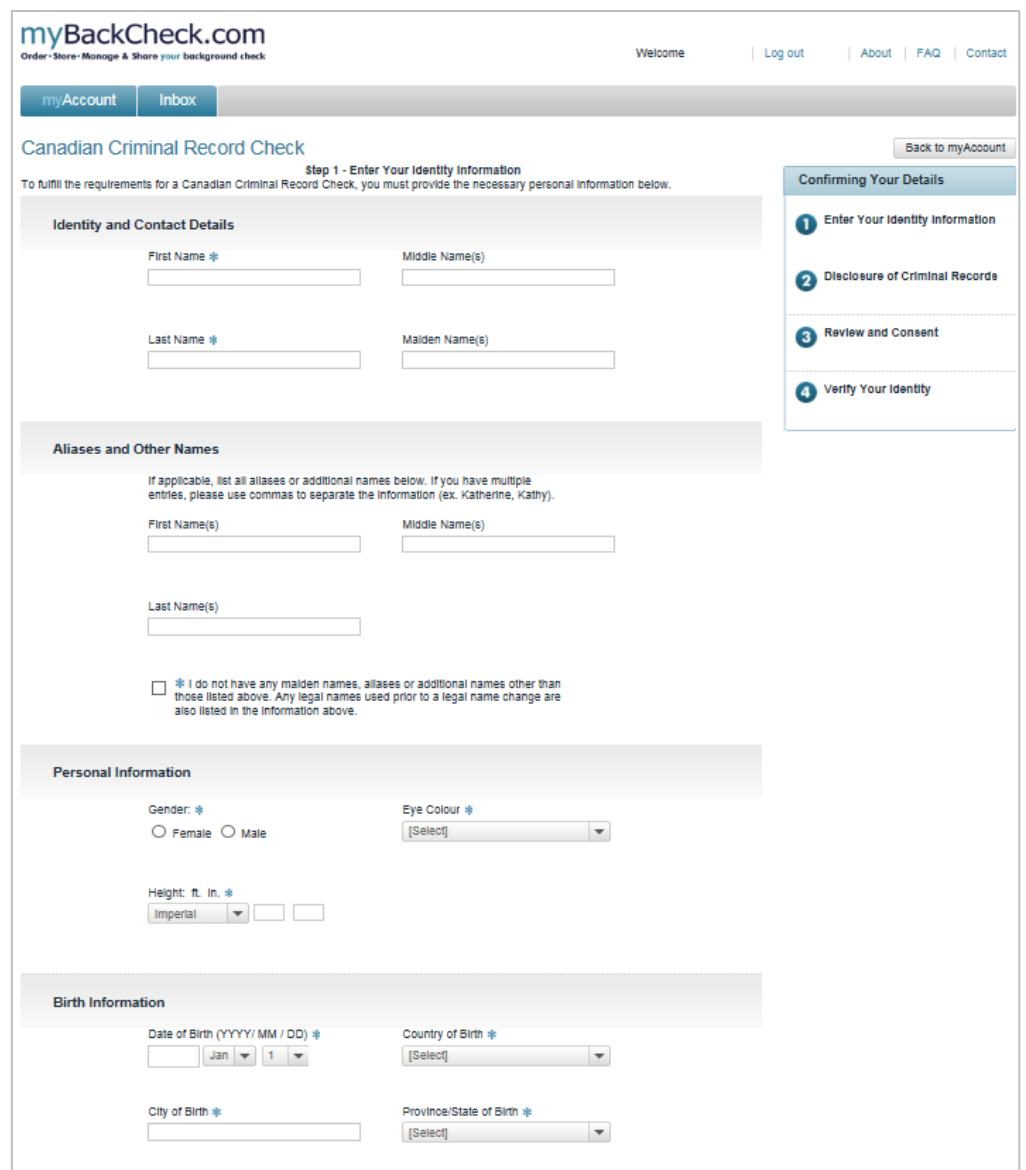 myBackCheck.com
Order•Store•Manage & Share your background check
Welcome | Log out | About | FAQ | Contact
myAccount Inbox
Canadian Criminal Record Check
Back to myAccount
Step 1 - Enter Your Identity Information
To fulfill the requirements for a Canadian Criminal Record Check, you must provide the necessary personal information below.
Confirming Your Details
1 Enter Your Identity Information
2 Disclosure of Criminal Records
3 Review and Consent
4 Verify Your Identity
Identity and Contact Details
First Name * Middle Name(s)
Last Name * Maiden Name(s)
Aliases and Other Names
If applicable, list all aliases or additional names below. If you have multiple
entries, please use commas to separate the information (ex. Katherine, Kathy).
First Name(s) Middle Name(s)
Last Name(s)
* I do not have any maiden names, aliases or additional names other than
those listed above. Any legal names used prior to a legal name change are
also listed in the information above.
Personal Information
Gender: * Eye Colour *
Female Male [Select]
Height: ft. in. *
Imperial
Birth Information
Date of Birth (YYYY/ MM / DD) * Country of Birth *
Jan 1 [Select]
City of Birth * Province/State of Birth *
[Select]